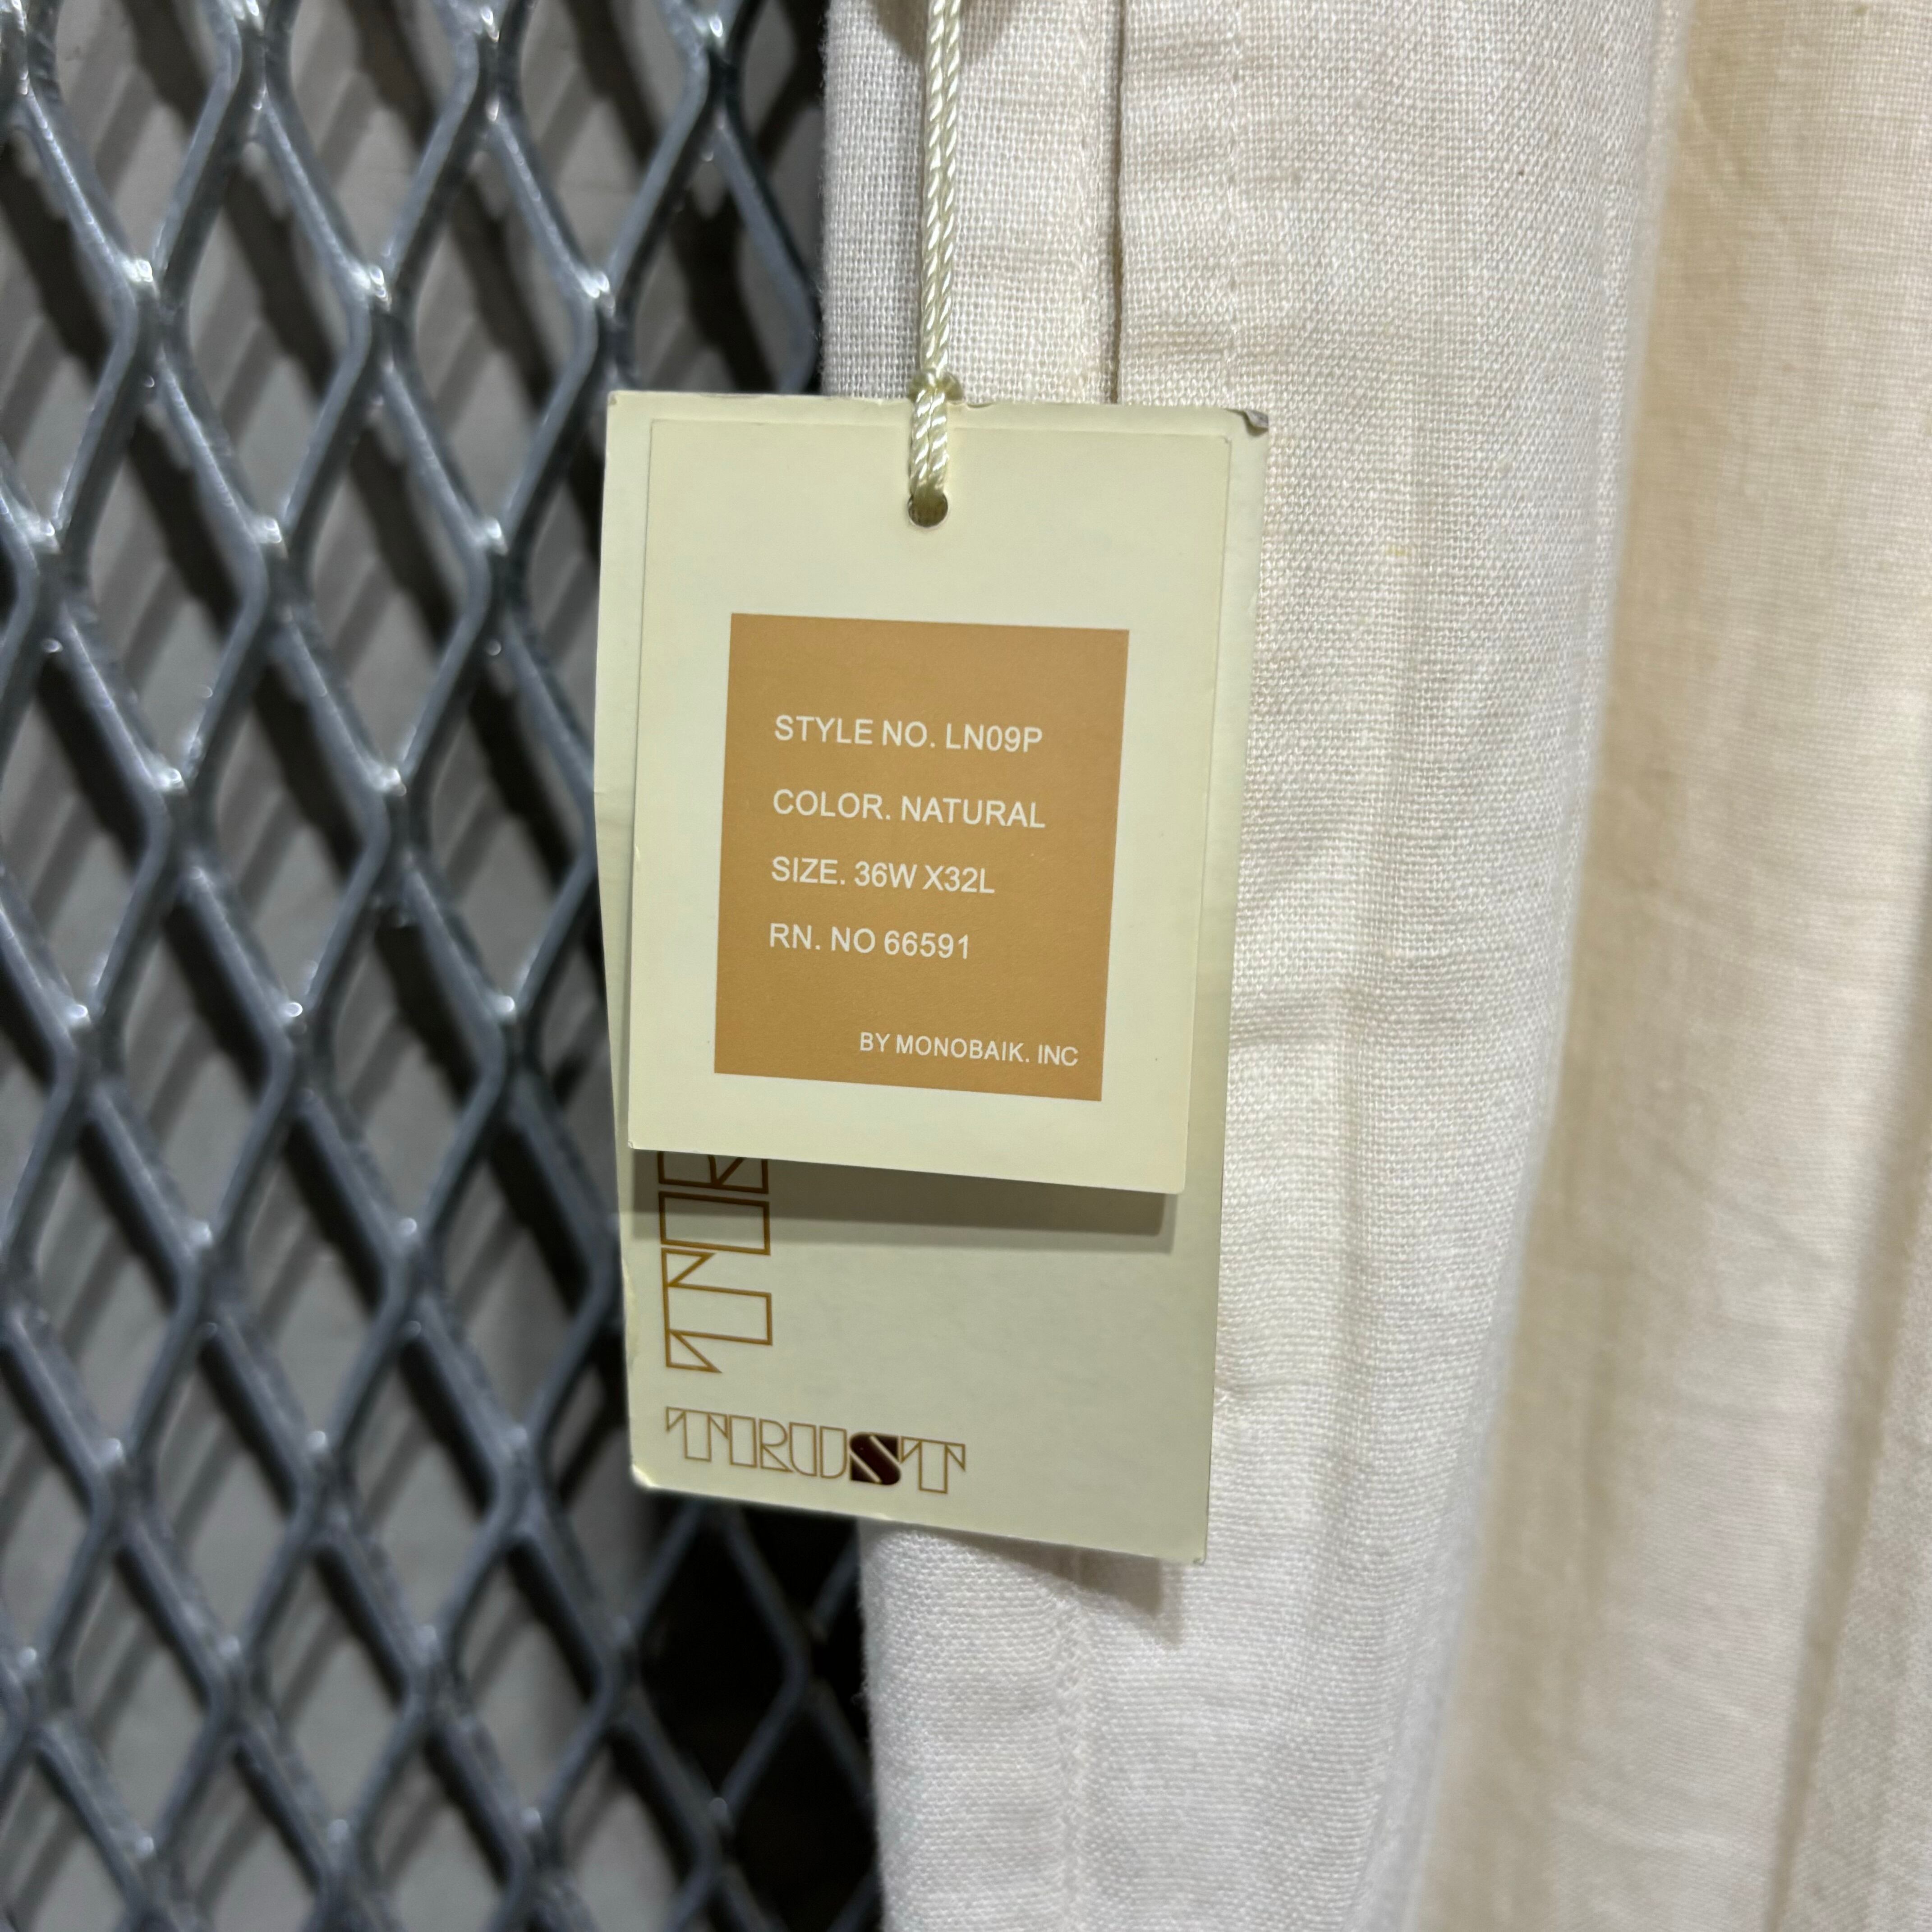 STYLE NO. LN09P
COLOR. NATURAL
SIZE. 36W X32L
RN. NO 66591
BY MONOBAIK. INC
TRUST